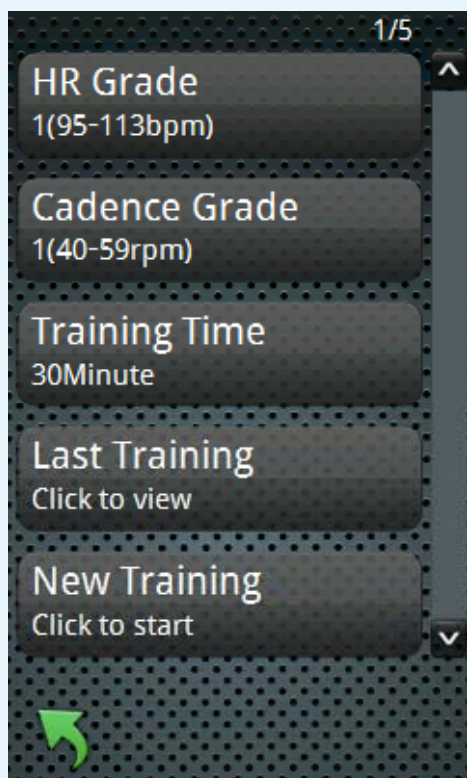 1/5
HR Grade
1(95-113bpm)
Cadence Grade
1(40-59rpm)
Training Time
30Minute
Last Training
Click to view
New Training
Click to start